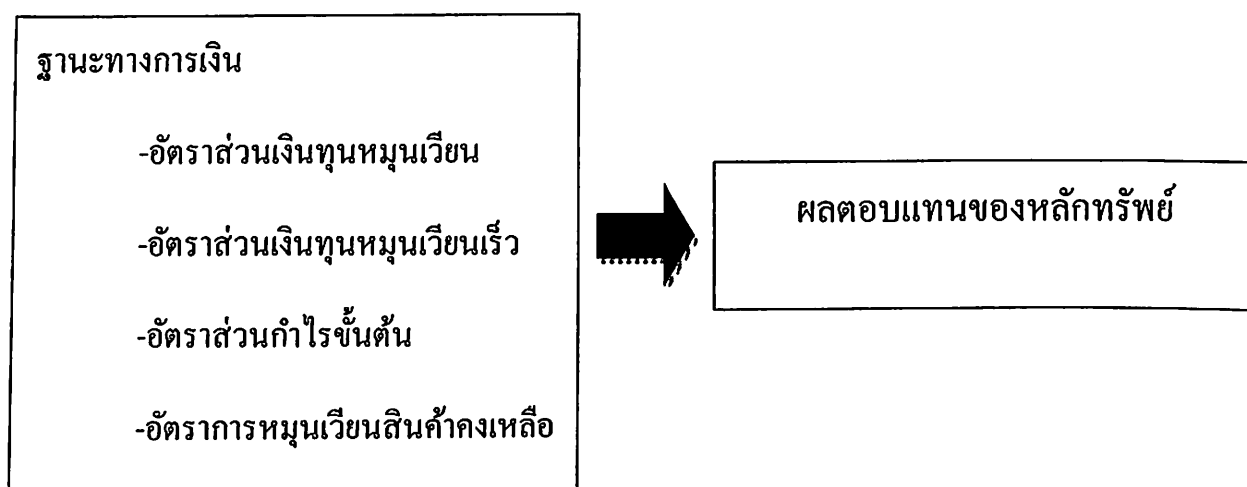 ฐานะทางการเงิน
-อัตราส่วนเงินทุนหมุนเวียน
-อัตราส่วนเงินทุนหมุนเวียนเร็ว
-อัตราส่วนกำไรขั้นต้น
-อัตราการหมุนเวียนสินค้าคงเหลือ
ผลตอบแทนของหลักทรัพย์